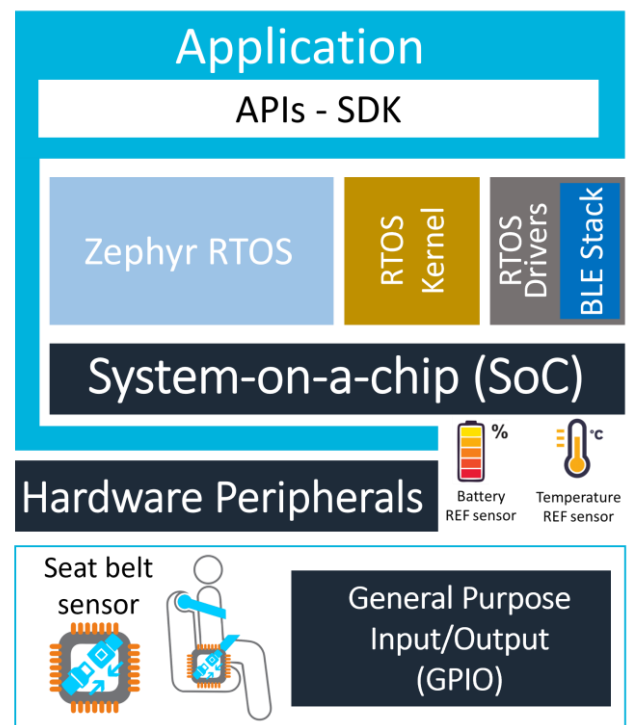 Application
APIs - SDK
Zephyr RTOS
RTOS
Kernel
RTOS
Drivers
BLE Stack
System-on-a-chip (SoC)
%
°C
Battery
REF sensor
Temperature
REF sensor
Hardware Peripherals
Seat belt
sensor
General Purpose
Input/Output
(GPIO)